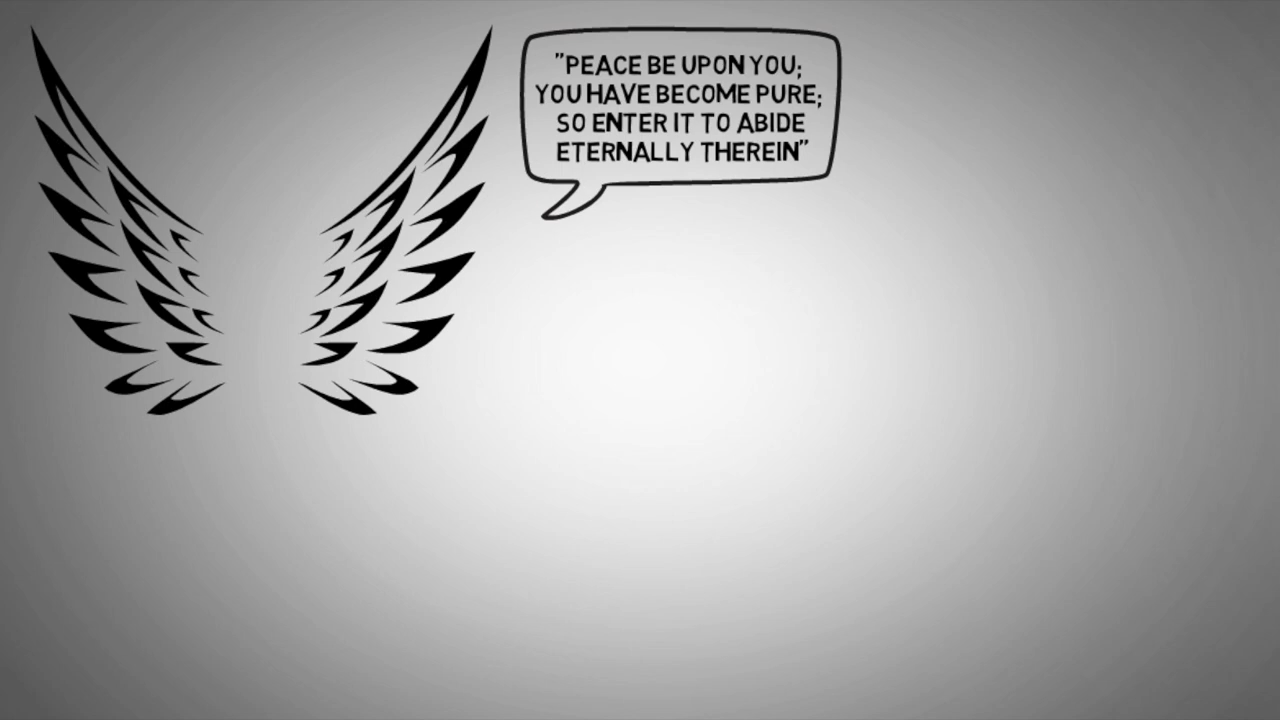 "PEACE BE UPON YOU;
YOU HAVE BECOME PURE;
SO ENTER IT TO ABIDE
ETERNALLY THEREIN"